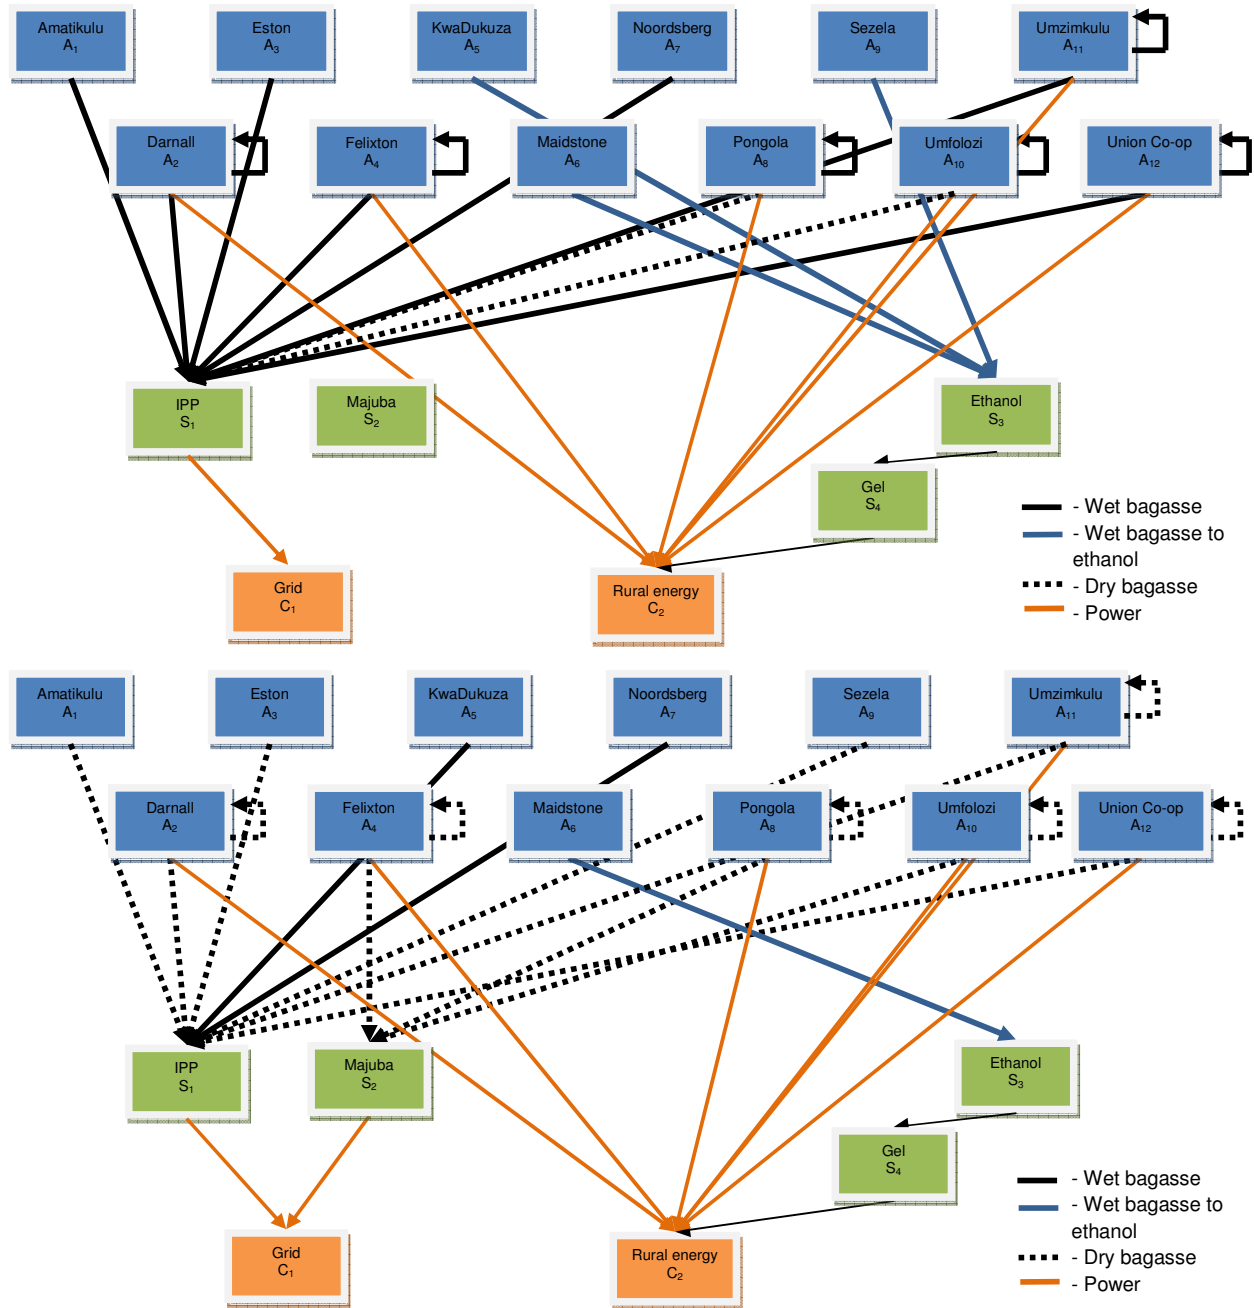 Amatikulu
A1
Eston
A3
KwaDukuza
A5
Noordsberg
A7
Sezela
A9
Umzimkulu
A11
Darnall
A2
Felixton
A4
Maidstone
A6
Pongola
A8
Umfolozi
A10
Union Co-op
A12
IPP
S1
Majuba
S2
Ethanol
S3
Gel
S4
Grid
C1
Rural energy
C2
- Wet bagasse
- Wet bagasse to
ethanol
- Dry bagasse
- Power
Amatikulu
A1
Eston
A3
KwaDukuza
A5
Noordsberg
A7
Sezela
A9
Umzimkulu
A11
Darnall
A2
Felixton
A4
Maidstone
A6
Pongola
A8
Umfolozi
A10
Union Co-op
A12
IPP
S1
Majuba
S2
Ethanol
S3
Gel
S4
Grid
C1
Rural energy
C2
- Wet bagasse
- Wet bagasse to
ethanol
- Dry bagasse
- Power